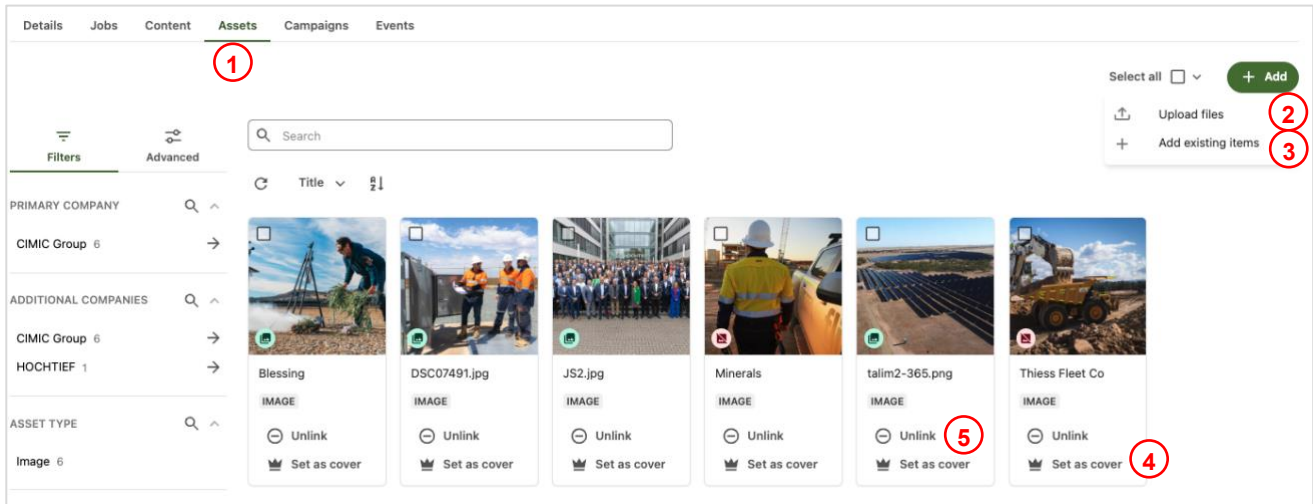 Details Jobs Content Assets Campaigns Events
1
Select all + Add
Upload files 2
+ Add existing items 3
Filters Advanced
Search
Title AZ
PRIMARY COMPANY
CIMIC Group 6
ADDITIONAL COMPANIES
CIMIC Group 6
HOCHTIEF 1
ASSET TYPE
Image 6
Blessing DSC07491.jpg JS2.jpg Minerals talim2-365.png Thiess Fleet Co
IMAGE IMAGE IMAGE IMAGE IMAGE IMAGE
Unlink Unlink Unlink Unlink Unlink 5 Unlink
Set as cover Set as cover Set as cover Set as cover Set as cover Set as cover 4